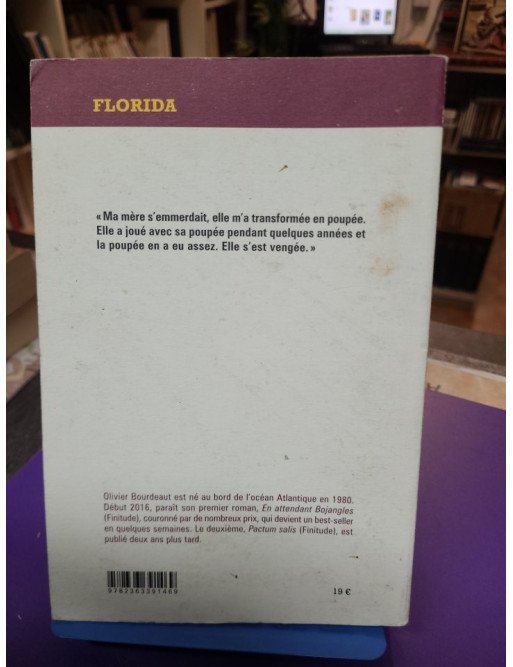 FLORIDA
« Ma mère s’emmerdait, elle m’a transformée en poupée.
Elle a joué avec sa poupée pendant quelques années et
la poupée en a eu assez. Elle s’est vengée. »
Olivier Bourdeaut est né au bord de l’océan Atlantique en 1980.
Début 2016, paraît son premier roman, En attendant Bojangles
(Finitude), couronné par de nombreux prix, qui devient un best-seller
en quelques semaines. Le deuxième, Pactum salis (Finitude), est
publié deux ans plus tard.
9782363391469
19 €